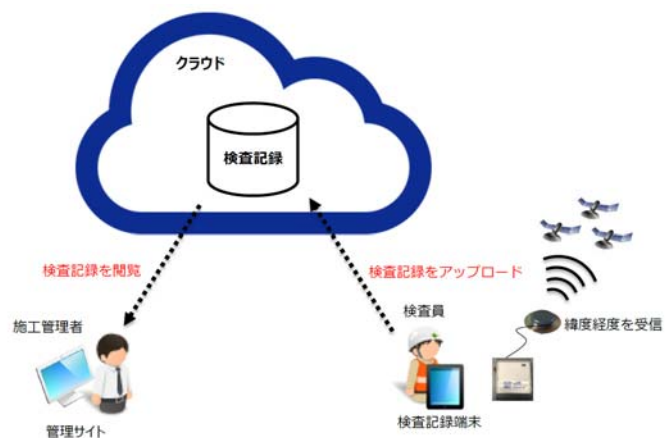 クラウド
検査記録
検査記録を閲覧
検査記録をアップロード
施工管理者
検査員
緯度経度を受信
検査記録端末
管理サイト